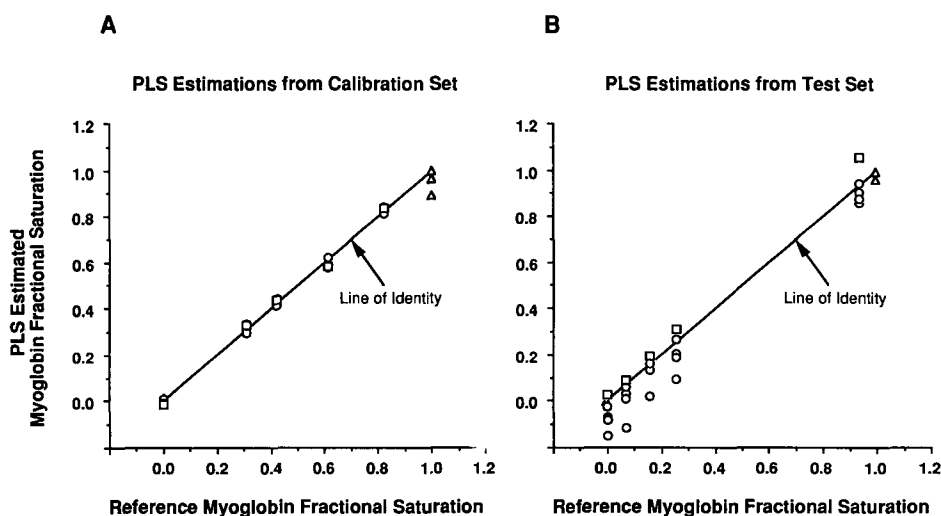 A
PLS Estimations from Calibration Set
PLS Estimated
Myoglobin Fractional Saturation
1.2
1.0
0.8
0.6
0.4
0.2
0.0
Line of Identity
0.0 0.2 0.4 0.6 0.8 1.0 1.2
Reference Myoglobin Fractional Saturation
B
PLS Estimations from Test Set
1.2
1.0
0.8
0.6
0.4
0.2
0.0
Line of Identity
0.0 0.2 0.4 0.6 0.8 1.0 1.2
Reference Myoglobin Fractional Saturation